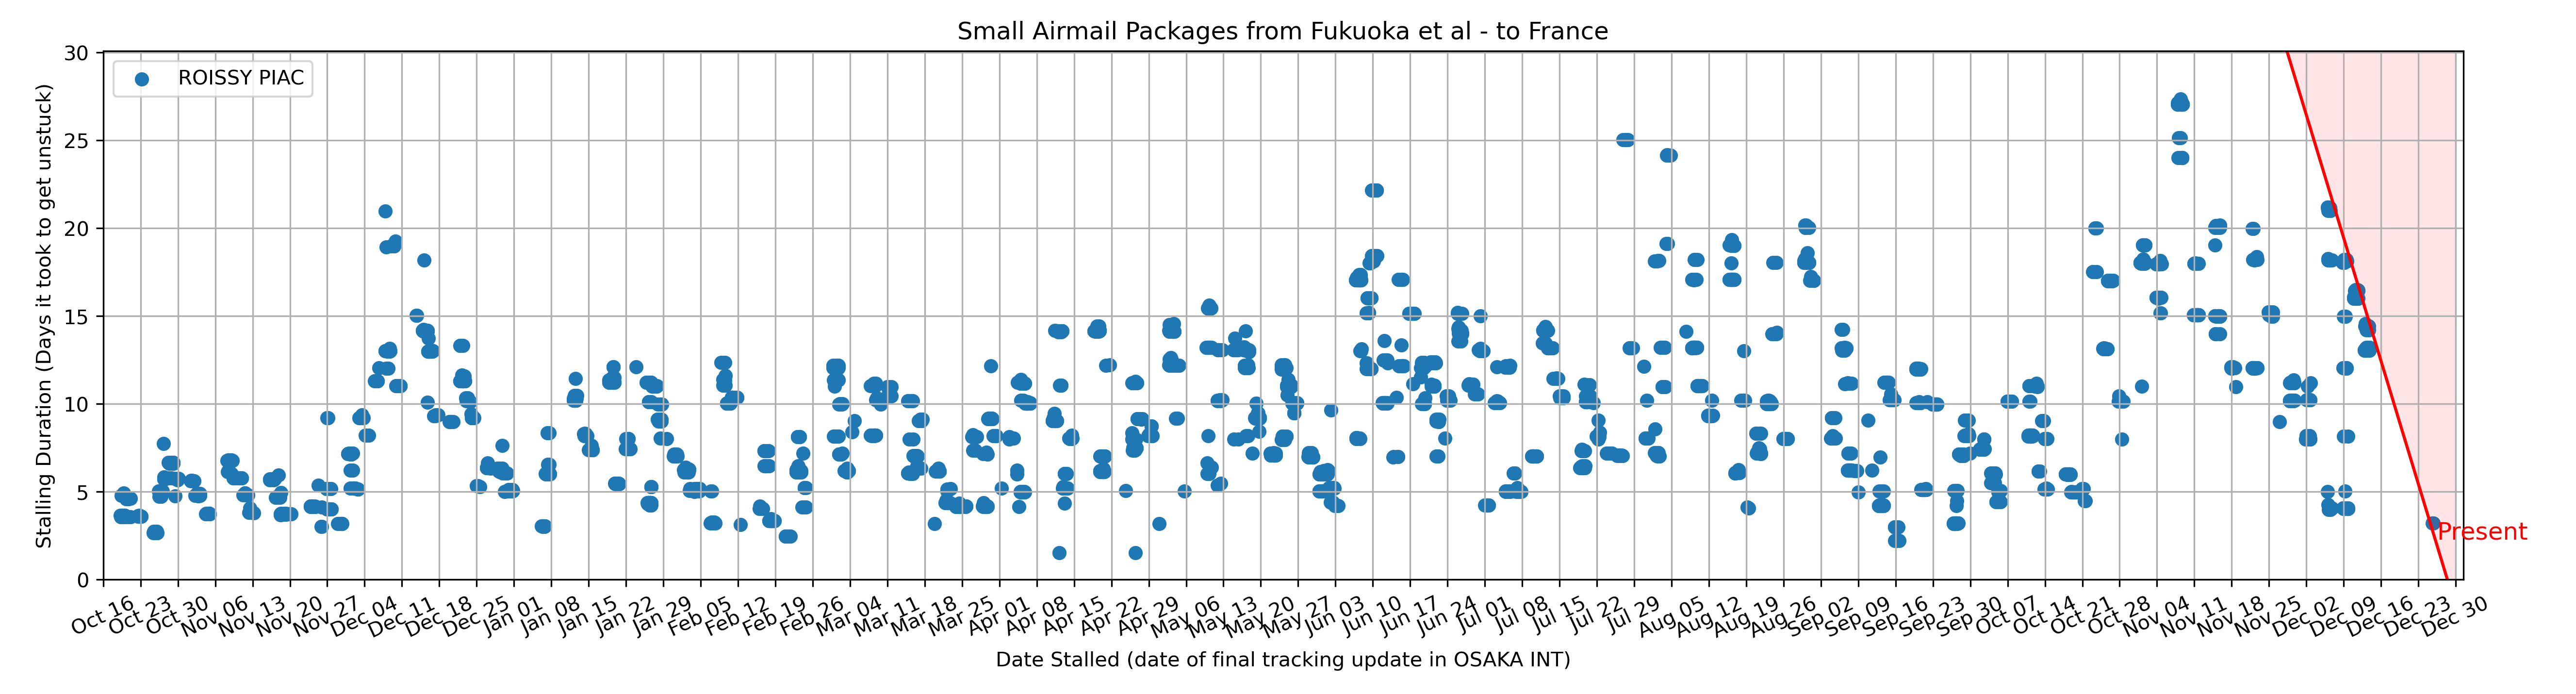 Small Airmail Packages from Fukuoka et al - to France
ROISSY PIAC
Stalling Duration (Days it took to get unstuck)
30
25
20
15
10
5
0
Present
Oct 16
Oct 23
Oct 30
Nov 06
Nov 13
Nov 20
Nov 27
Dec 04
Dec 11
Dec 18
Dec 25
Jan 01
Jan 08
Jan 15
Jan 22
Jan 29
Feb 05
Feb 12
Feb 19
Feb 26
Mar 04
Mar 11
Mar 18
Mar 25
Apr 01
Apr 08
Apr 15
Apr 22
Apr 29
May 06
May 13
May 20
May 27
Jun 03
Jun 10
Jun 17
Jun 24
Jul 01
Jul 08
Jul 15
Jul 22
Jul 29
Aug 05
Aug 12
Aug 19
Aug 26
Sep 02
Sep 09
Sep 16
Sep 23
Sep 30
Oct 07
Oct 14
Oct 21
Oct 28
Nov 04
Nov 11
Nov 18
Nov 25
Dec 02
Dec 09
Dec 16
Dec 23
Dec 30
Date Stalled (date of final tracking update in OSAKA INT)